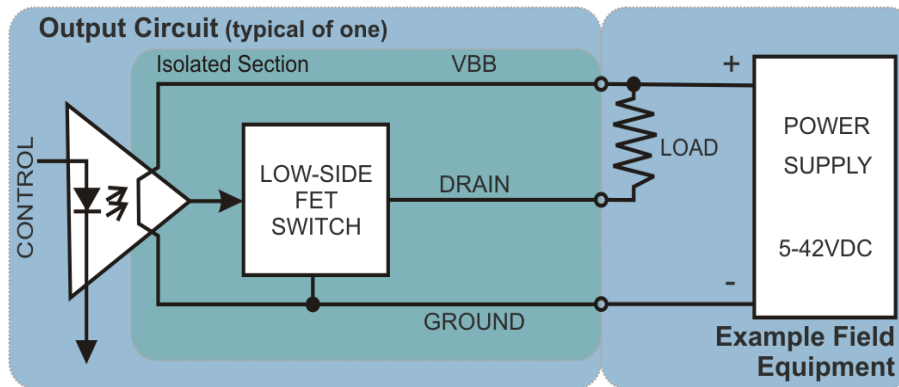 Output Circuit (typical of one)
Isolated Section
VBB
CONTROL
LOW-SIDE
FET
SWITCH
DRAIN
GROUND
+
LOAD
-
POWER
SUPPLY
5-42VDC
Example Field
Equipment